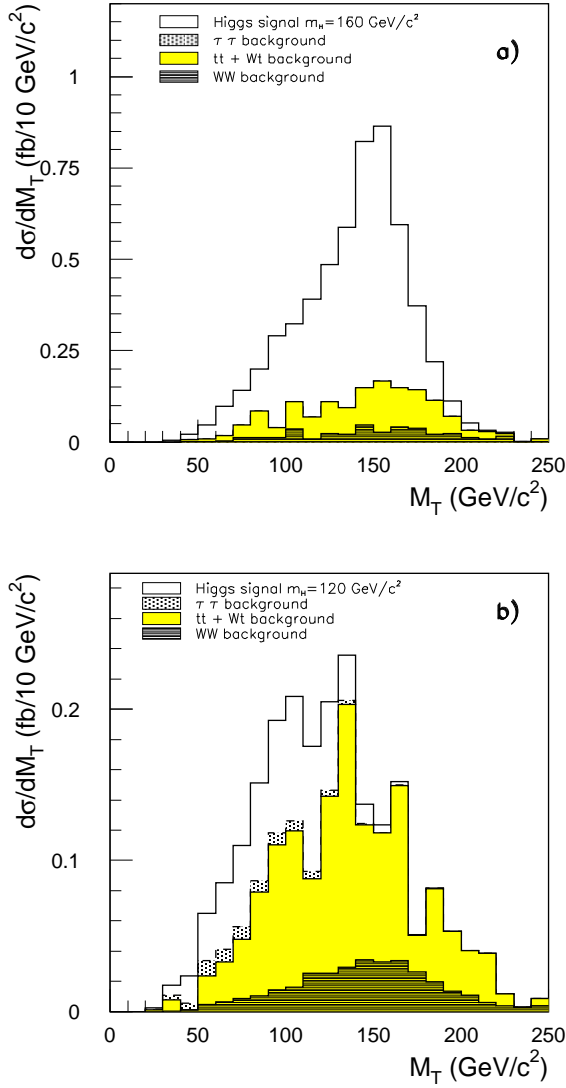 Higgs signal mH=160 GeV/c²
τ τ background
tt + Wt background
WW background
a)
dσ/dM_T (fb/10 GeV/c²)
1
0.75
0.5
0.25
0
0 50 100 150 200 250
M_T (GeV/c²)
Higgs signal mH=120 GeV/c²
τ τ background
tt + Wt background
WW background
b)
dσ/dM_T (fb/10 GeV/c²)
0.2
0.1
0
0 50 100 150 200 250
M_T (GeV/c²)